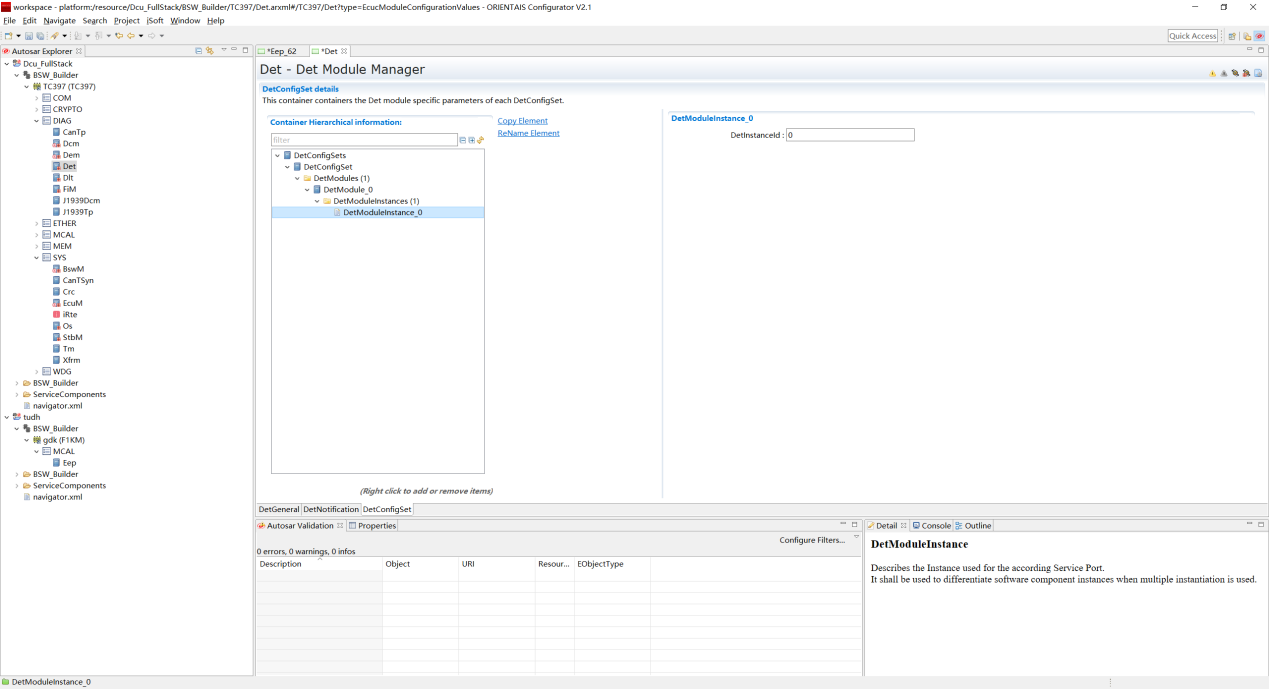 workspace - platform:/resource/Dcu_FullStack/BSW_Builder/TC397/Det.arxml#/TC397/Det?type=EcucModuleConfigurationValues - ORIENTAIS Configurator V2.1
File Edit Navigate Search Project iSoft Window Help
Quick Access
Autosar Explorer
Dcu_FullStack
BSW_Builder
TC397 (TC397)
COM
CRYPTO
DIAG
CanTp
Dcm
Dem
Det
Dlt
FiM
J1939Dcm
J1939Tp
ETHER
MCAL
MEM
SYS
BswM
CanTSyn
Crc
EcuM
iRte
Os
StbM
Tm
Xfrm
WDG
BSW_Builder
ServiceComponents
navigator.xml
tudh
BSW_Builder
gdk (F1KM)
MCAL
Eep
BSW_Builder
ServiceComponents
navigator.xml
*Eep_62 *Det
Det - Det Module Manager
DetConfigSet details
This container containers the Det module specific parameters of each DetConfigSet.
Container Hierarchical information:
filter
DetConfigSets
DetConfigSet
DetModules (1)
DetModule_0
DetModuleInstances (1)
DetModuleInstance_0
(Right click to add or remove items)
Copy Element
ReName Element
DetModuleInstance_0
DetInstanceId : 0
DetGeneral DetNotification DetConfigSet
Autosar Validation Properties
Configure Filters...
0 errors, 0 warnings, 0 infos
Description Object URI Resour... EObjectType
Detail Console Outline
DetModuleInstance
Describes the Instance used for the according Service Port.
It shall be used to differentiate software component instances when multiple instantiation is used.
DetModuleInstance_0